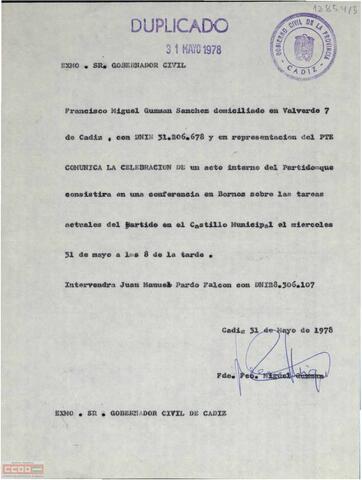 12854/3
DUPLICADO
31 MAYO 1978
GOBIERNO CIVIL DE LA PROVINCIA
CADIZ
EXMO . SR. GOBERNADOR CIVIL
Francisco Miguel Guzman Sanchez domiciliado en Valverde 7
de Cadiz , con DNIN 31.206.678 y en representacion del PTE
COMUNICA LA CELEBRACION DE un acto interno del Partidoque
consistira en una conferencia en Bornos sobre las tareas
actuales del Partido en el Castillo Municipal el miercoles
31 de mayo a las 8 de la tarde .
Intervendra Juan Manuel Pardo Falcon con DNI28.306.107
Cadiz 31 de Mayo de 1978
Fdo. Fco. Miguel Guzman
EXMO . SR . GOBERNADOR CIVIL DE CADIZ
CCOO